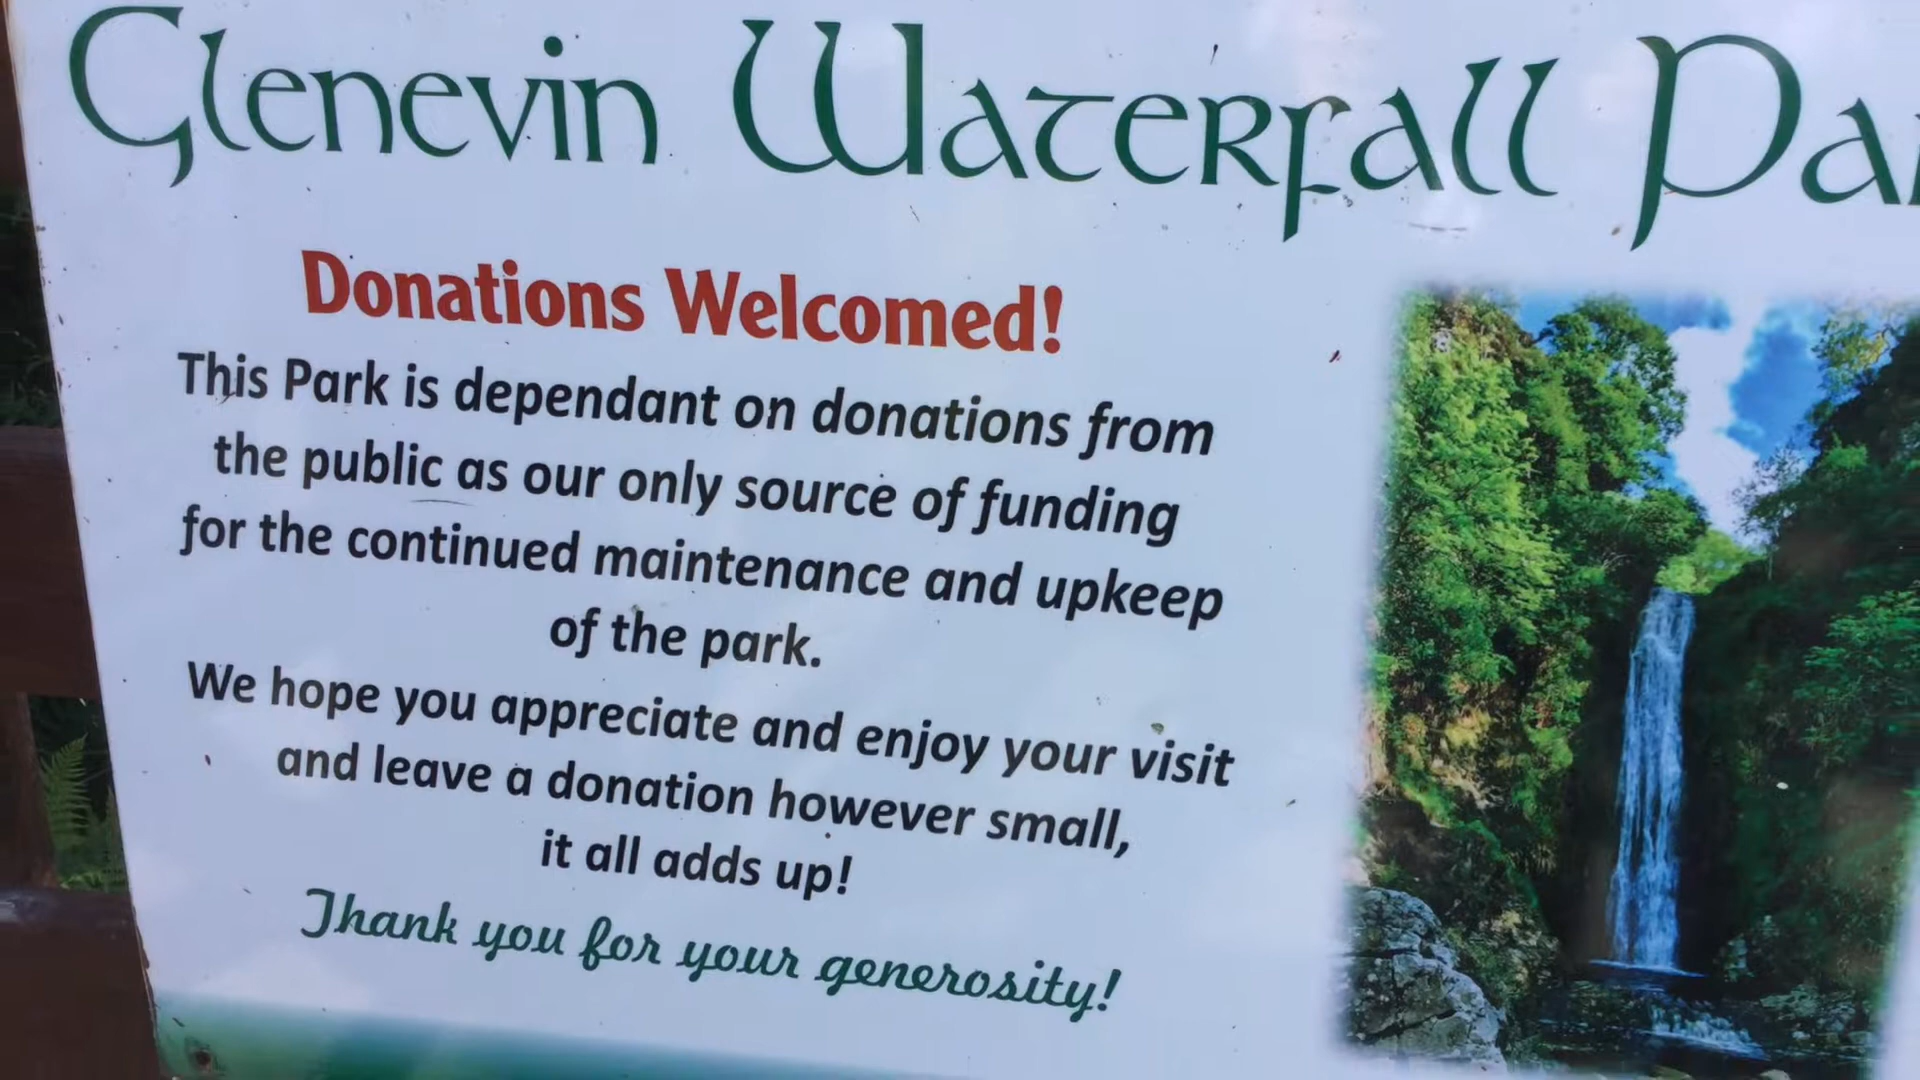 Glenevin Waterfall Pa
Donations Welcomed!
This Park is dependant on donations from
the public as our only source of funding
for the continued maintenance and upkeep
of the park.
We hope you appreciate and enjoy your visit
and leave a donation however small,
it all adds up!
Thank you for your generosity!